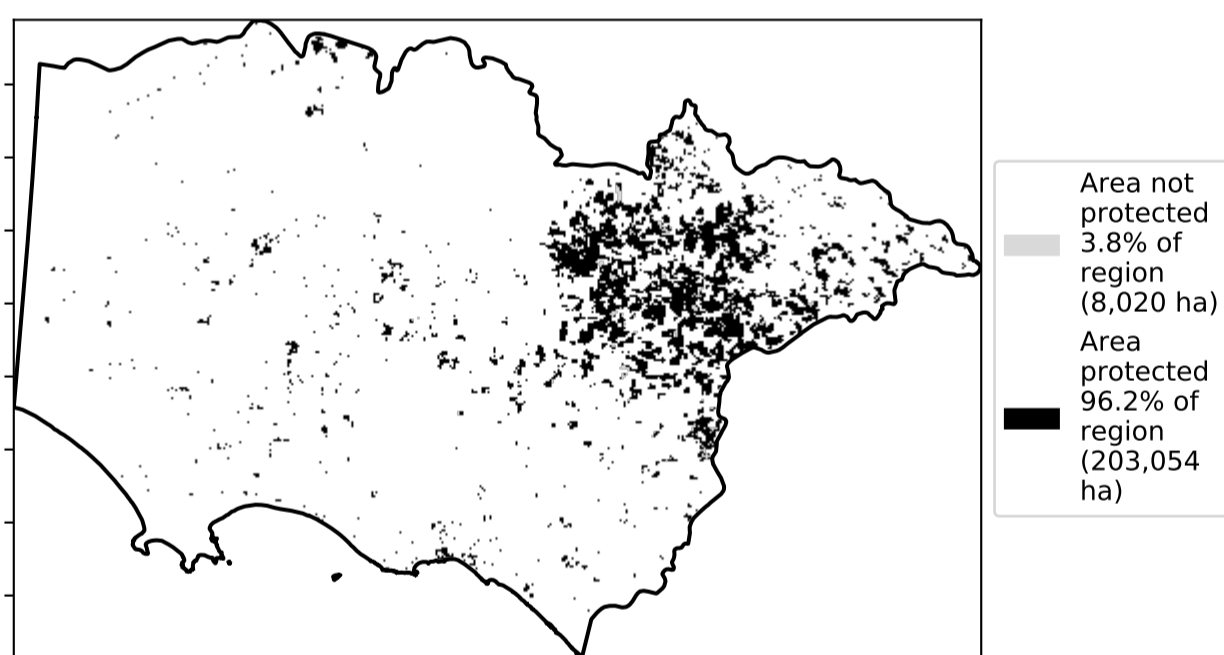 Area not
protected
3.8% of
region
(8,020 ha)
Area
protected
96.2% of
region
(203,054
ha)